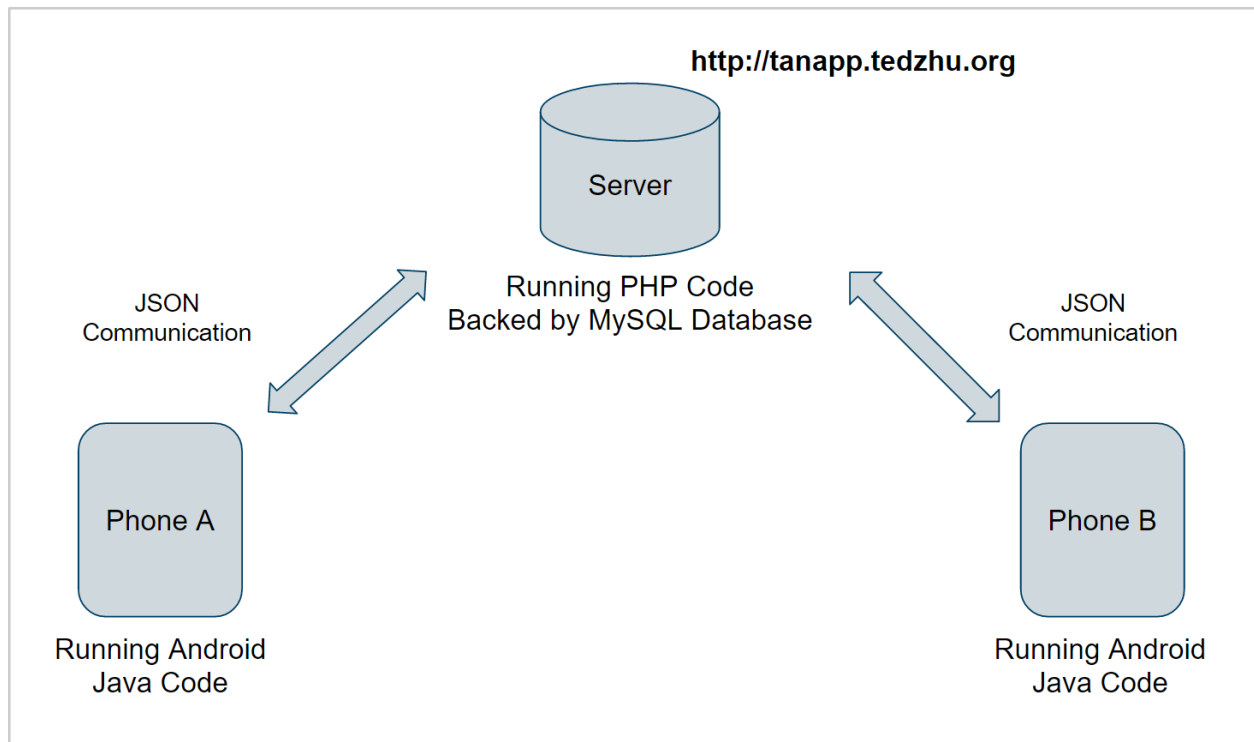 http://tanapp.tedzhu.org
Server
Running PHP Code
Backed by MySQL Database
JSON
Communication
JSON
Communication
Phone A
Phone B
Running Android
Java Code
Running Android
Java Code